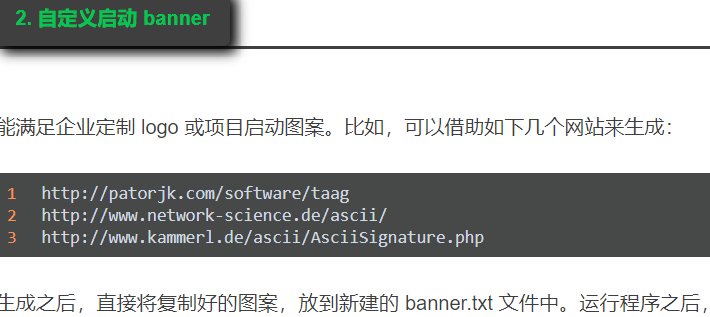 2. 自定义启动 banner
能满足企业定制 logo 或项目启动图案。比如，可以借助如下几个网站来生成：
1 http://patorjk.com/software/taag
2 http://www.network-science.de/ascii/
3 http://www.kammerl.de/ascii/AsciiSignature.php
生成之后，直接将复制好的图案，放到新建的 banner.txt 文件中。运行程序之后，